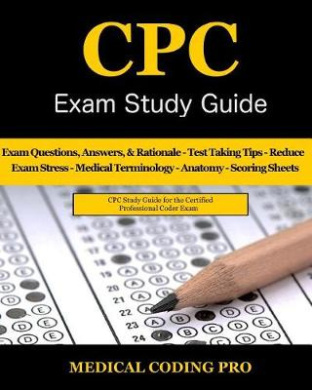 CPC
Exam Study Guide
Exam Questions, Answers, & Rationale - Test Taking Tips - Reduce
Exam Stress - Medical Terminology - Anatomy - Scoring Sheets
CPC Study Guide for the Certified
Professional Coder Exam
MEDICAL CODING PRO